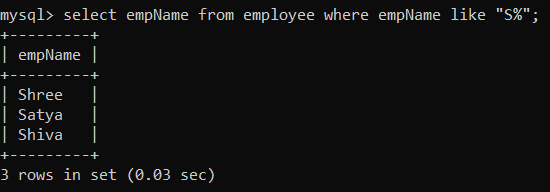 mysql> select empName from employee where empName like "S%";
+---------+
| empName |
+---------+
| Shree   |
| Satya   |
| Shiva   |
+---------+
3 rows in set (0.03 sec)